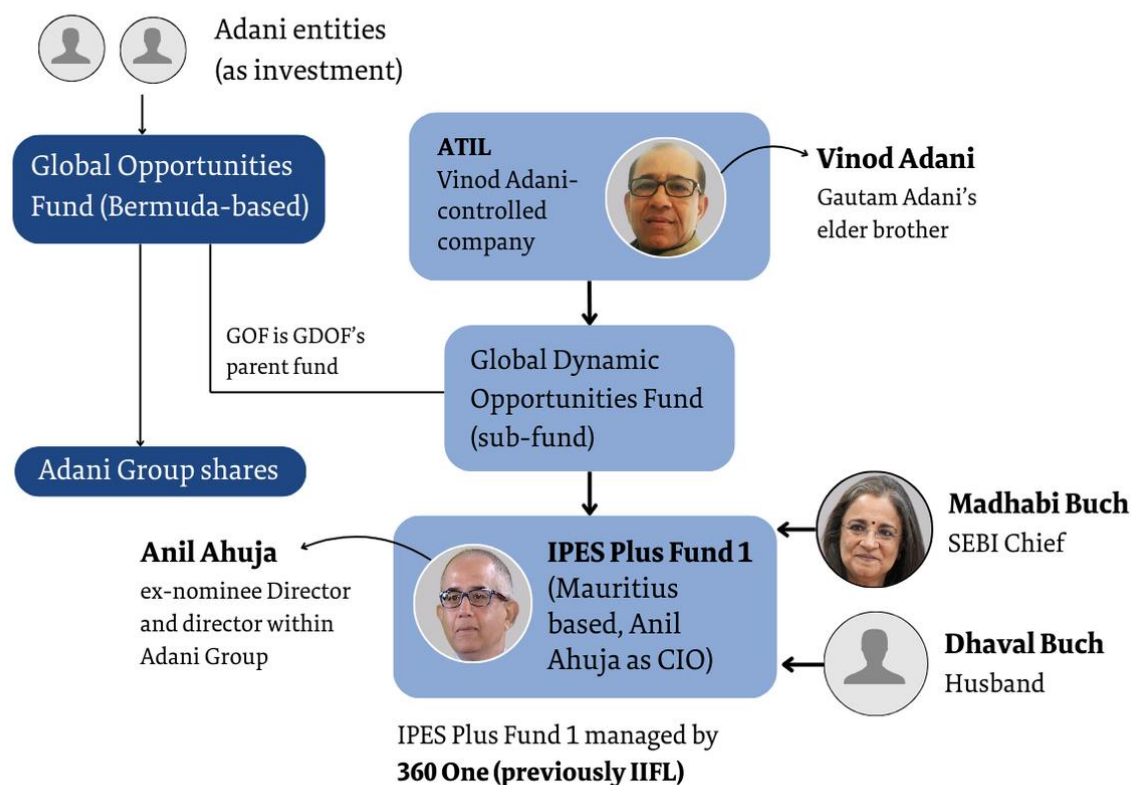 Adani entities
(as investment)
Global Opportunities
Fund (Bermuda-based)
ATIL
Vinod Adani-
controlled
company
Vinod Adani
Gautam Adani’s
elder brother
GOF is GDOF’s
parent fund
Global Dynamic
Opportunities Fund
(sub-fund)
Adani Group shares
Anil Ahuja
ex-nominee Director
and director within
Adani Group
IPES Plus Fund 1
(Mauritius
based, Anil
Ahuja as CIO)
Madhabi Buch
SEBI Chief
Dhaval Buch
Husband
IPES Plus Fund 1 managed by
360 One (previously IIFL)